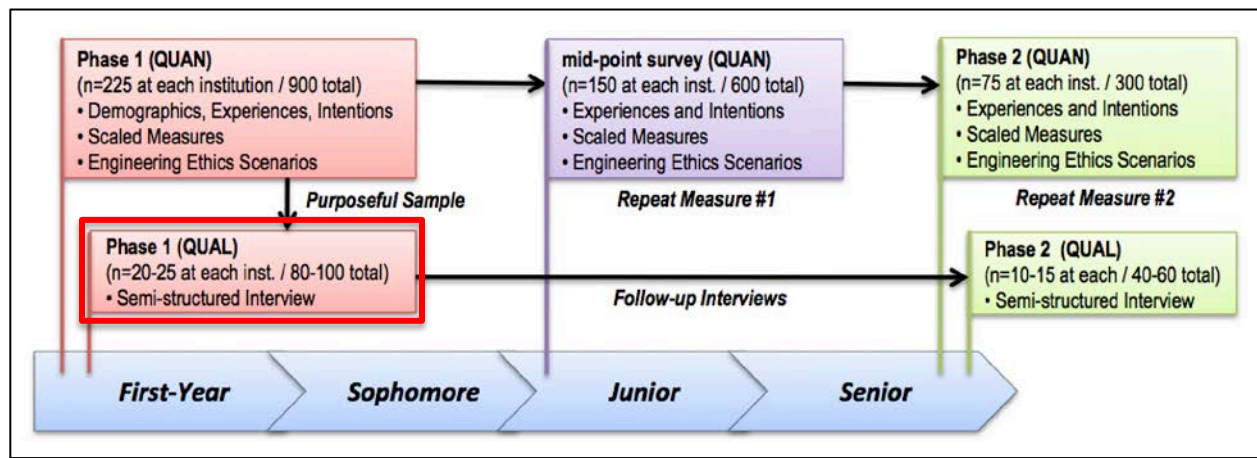 Phase 1 (QUAN)
(n=225 at each institution / 900 total)
• Demographics, Experiences, Intentions
• Scaled Measures
• Engineering Ethics Scenarios
mid-point survey (QUAN)
(n=150 at each inst. / 600 total)
• Experiences and Intentions
• Scaled Measures
• Engineering Ethics Scenarios
Phase 2 (QUAN)
(n=75 at each inst. / 300 total)
• Experiences and Intentions
• Scaled Measures
• Engineering Ethics Scenarios
Purposeful Sample
Repeat Measure #1
Repeat Measure #2
Phase 1 (QUAL)
(n=20-25 at each inst. / 80-100 total)
• Semi-structured Interview
Follow-up Interviews
Phase 2 (QUAL)
(n=10-15 at each / 40-60 total)
• Semi-structured Interview
First-Year
Sophomore
Junior
Senior